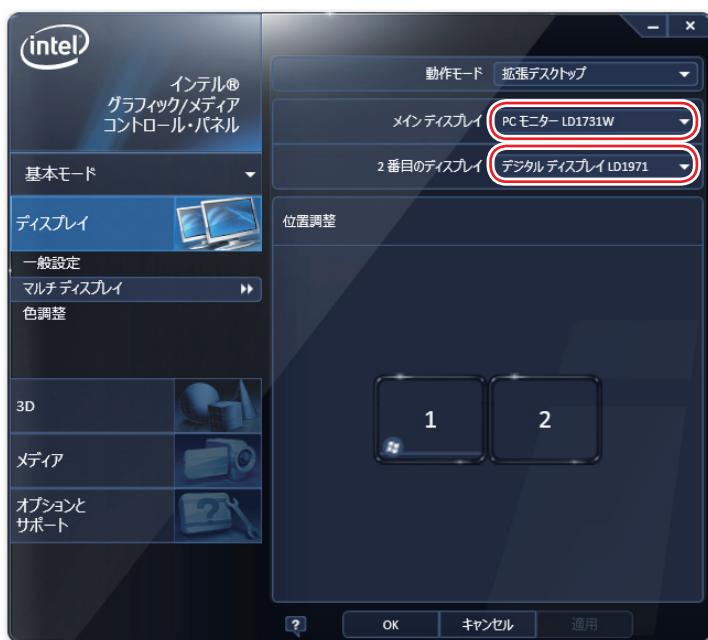 intel
インテル®
グラフィック/メディア
コントロール・パネル
動作モード 拡張デスクトップ
メイン ディスプレイ PC モニター LD1731W
2 番目のディスプレイ デジタル ディスプレイ LD1971
基本モード
ディスプレイ
一般設定
マルチ ディスプレイ
色調整
3D
メディア
オプションと
サポート
位置調整
1 2
? OK キャンセル 適用